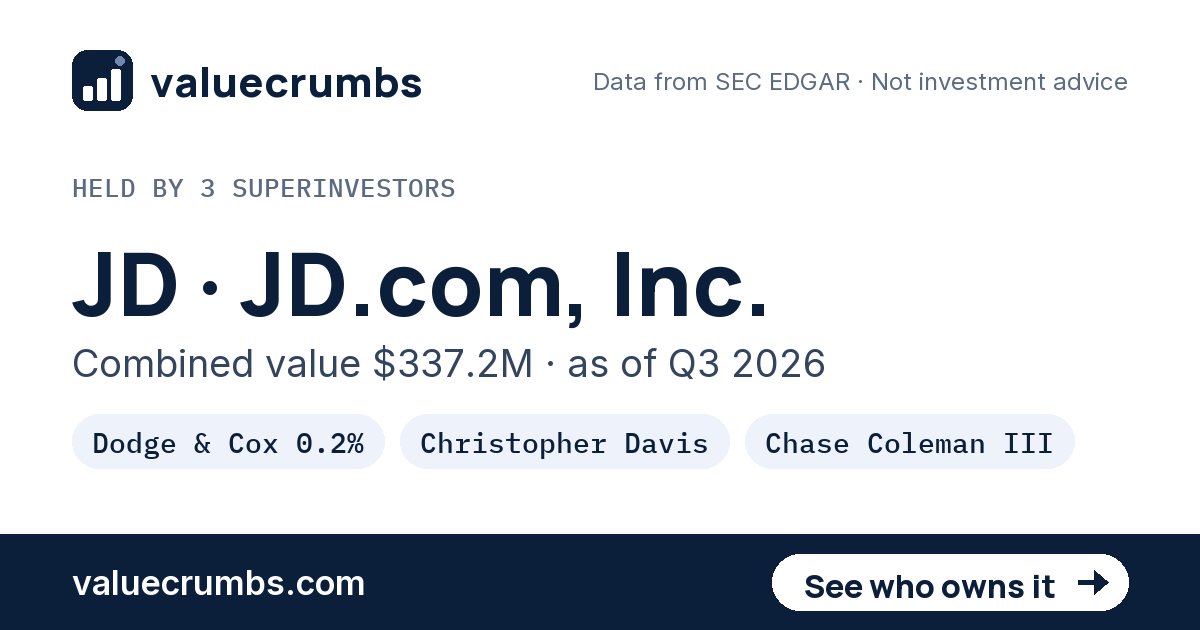 valuecrumbs
Data from SEC EDGAR · Not investment advice
HELD BY 3 SUPERINVESTORS
JD · JD.com, Inc.
Combined value $337.2M · as of Q3 2026
Dodge & Cox 0.2%
Christopher Davis
Chase Coleman III
valuecrumbs.com
See who owns it →